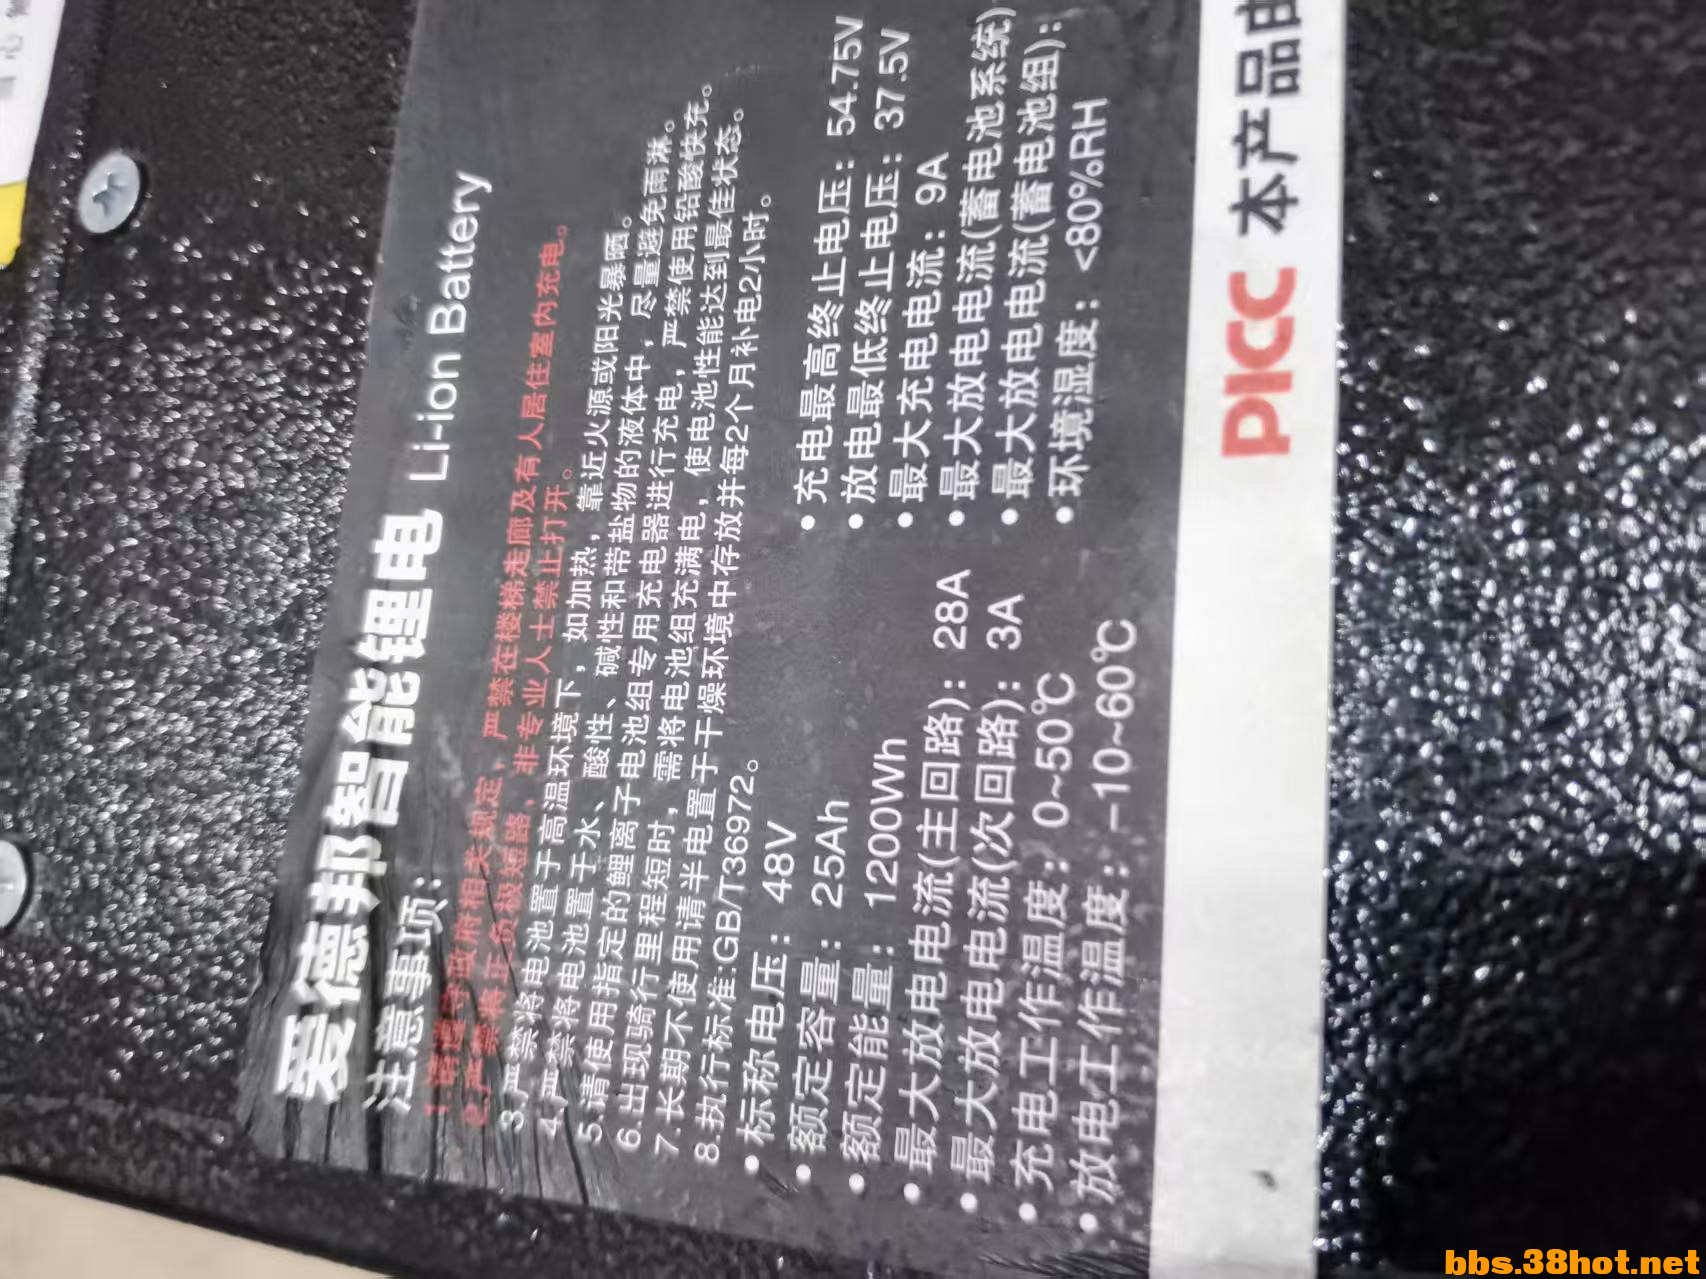 爱德邦智能锂电 Li-ion Battery
注意事项:
1.请遵守政府相关规定，严禁在楼梯走廊及有人居住室内充电。
2.严禁将正负极短路，非专业人士禁止打开。
3.严禁将电池置于高温环境下，如加热，靠近火源或阳光暴晒。
4.严禁将电池置于水、酸性、碱性和带盐物的液体中，尽量避免雨淋。
5.请使用指定的锂离子电池组专用充电器进行充电，严禁使用铅酸快充。
6.出现骑行里程短时，需将电池组充满电，使电池性能达到最佳状态。
7.长期不使用请半电置于干燥环境中存放并每2个月补电2小时。
8.执行标准:GB/T36972。
•标称电压：48V
•额定容量：25Ah
•额定能量：1200Wh
•最大放电电流(主回路)：28A
•最大放电电流(次回路)：3A
•充电工作温度：0~50℃
•放电工作温度：-10~60℃
•充电最高终止电压：54.75V
•放电最低终止电压：37.5V
•最大充电电流：9A
•最大放电电流(蓄电池系统)
•最大放电电流(蓄电池组)：
•环境湿度：<80%RH
PICC 本产品由
bbs.38hot.net